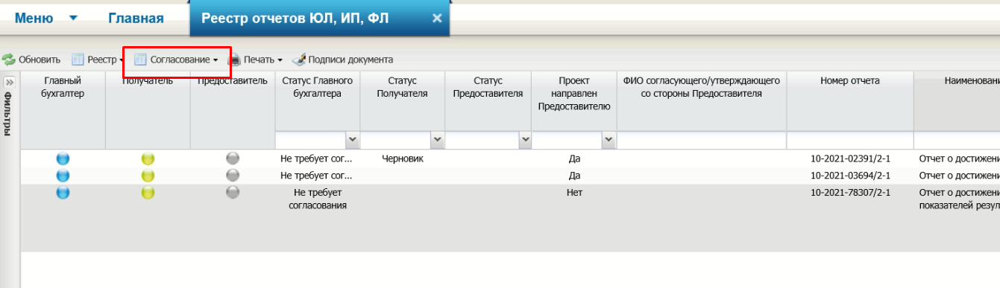 Меню Главная Реестр отчетов ЮЛ, ИП, ФЛ
Обновить Реестр Согласование Печать Подписи документа
Фильтры
Главный бухгалтер
Получатель
Предоставитель
Статус Главного бухгалтера
Статус Получателя
Статус Предоставителя
Проект направлен Предоставителю
ФИО согласующего/утверждающего со стороны Предоставителя
Номер отчета
Наименовани
Не требует сог... Черновик Да 10-2021-02391/2-1 Отчет о достижени
Не требует сог... Да 10-2021-03694/2-1 Отчет о достижени
Не требует согласования Нет 10-2021-78307/2-1 Отчет о достижени
показателей резул